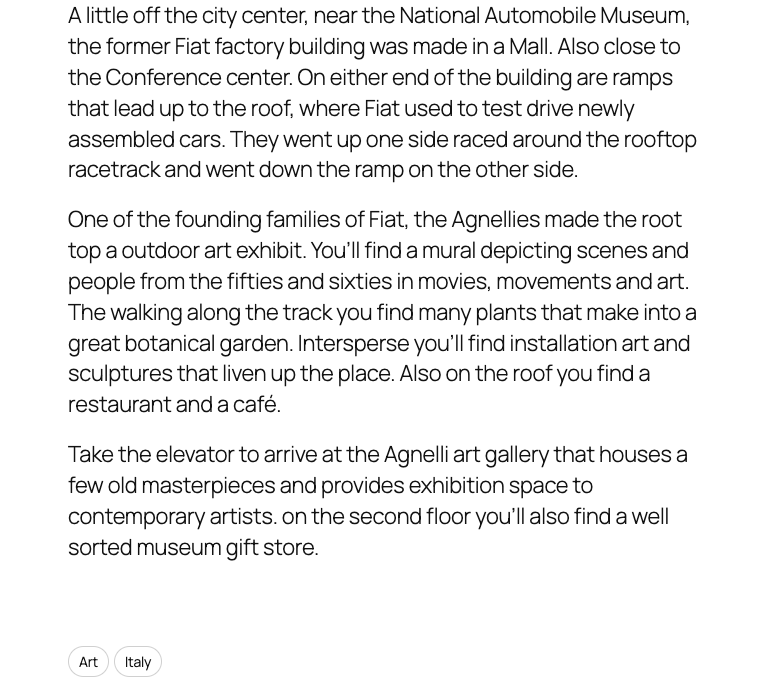 A little off the city center, near the National Automobile Museum,
the former Fiat factory building was made in a Mall. Also close to
the Conference center. On either end of the building are ramps
that lead up to the roof, where Fiat used to test drive newly
assembled cars. They went up one side raced around the rooftop
racetrack and went down the ramp on the other side.
One of the founding families of Fiat, the Agnellies made the root
top a outdoor art exhibit. You'll find a mural depicting scenes and
people from the fifties and sixties in movies, movements and art.
The walking along the track you find many plants that make into a
great botanical garden. Intersperse you'll find installation art and
sculptures that liven up the place. Also on the roof you find a
restaurant and a café.
Take the elevator to arrive at the Agnelli art gallery that houses a
few old masterpieces and provides exhibition space to
contemporary artists. on the second floor you'll also find a well
sorted museum gift store.
Art Italy